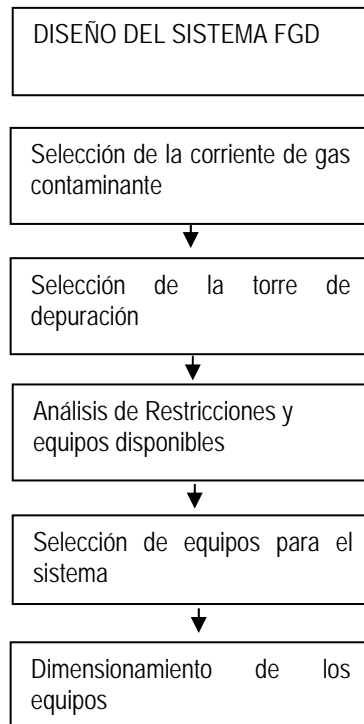 DISEÑO DEL SISTEMA FGD
Selección de la corriente de gas
contaminante
Selección de la torre de
depuración
Análisis de Restricciones y
equipos disponibles
Selección de equipos para el
sistema
Dimensionamiento de los
equipos